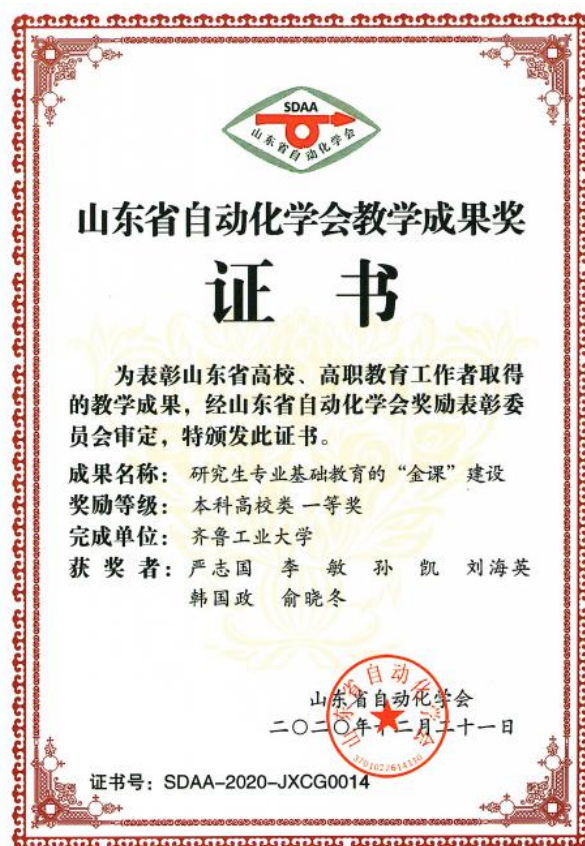 SDAA
山东省自动化学会
山东省自动化学会教学成果奖
证 书
为表彰山东省高校、高职教育工作者取得
的教学成果，经山东省自动化学会奖励表彰委
员会审定，特颁发此证书。
成果名称：研究生专业基础教育的“金课”建设
奖励等级：本科高校类 一等奖
完成单位：齐鲁工业大学
获 奖 者：严志国 李 敏 孙 凯 刘海英
韩国政 俞晓冬
山东省自动化学会
山东省自动化学会
二〇二〇年十二月二十一日
证书号：SDAA-2020-JXCG0014